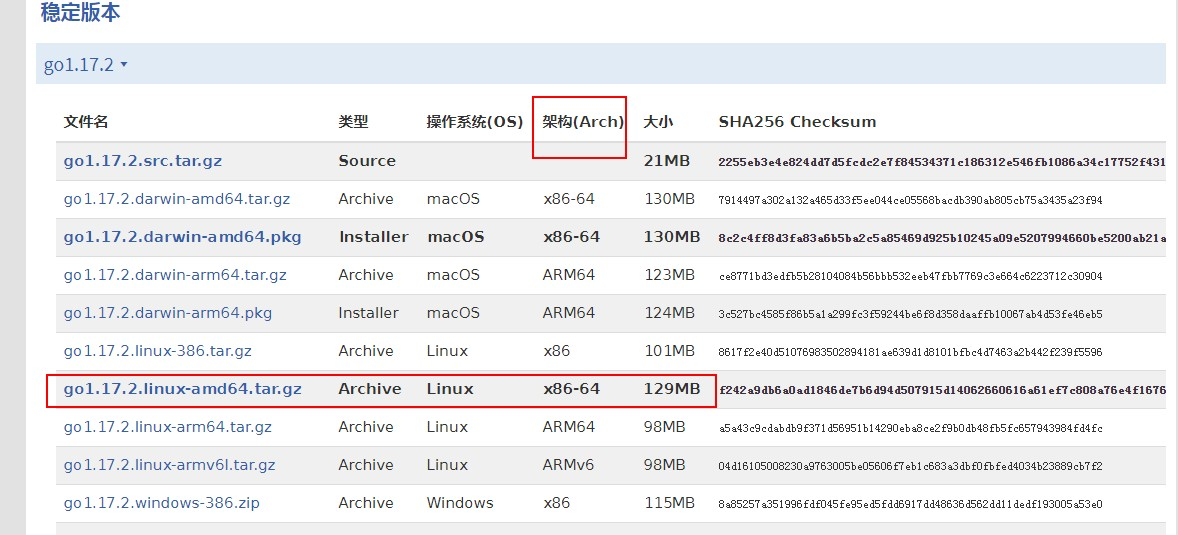 稳定版本
go1.17.2
文件名 类型 操作系统(OS) 架构(Arch) 大小 SHA256 Checksum
go1.17.2.src.tar.gz Source 21MB 2255eb3e4e824dd7d5fcdc2e7f84534371c186312e546fb1086a34c17752f431
go1.17.2.darwin-amd64.tar.gz Archive macOS x86-64 130MB 7914497a302a132a465d33f5ee044ce05568bacdb390ab805cb75a3435a23f94
go1.17.2.darwin-amd64.pkg Installer macOS x86-64 130MB 8c2c4ff8d3fa83a6b5ba2c5a85469d925b10245a09e5207994660be5200ab21a
go1.17.2.darwin-arm64.tar.gz Archive macOS ARM64 123MB ce8771bd3edfb5b28104084b56bbb532eeb47fbb7769c3e664c6223712c30904
go1.17.2.darwin-arm64.pkg Installer macOS ARM64 124MB 3c527bc4585f86b5a1a299fc3f59244be6f8d358daaffb10067ab4d53fe46eb5
go1.17.2.linux-386.tar.gz Archive Linux x86 101MB 8617f2e40d51076983502894181ae639d1d8101bfbc4d7463a2b442f239f5596
go1.17.2.linux-amd64.tar.gz Archive Linux x86-64 129MB f242a9db6a0ad1846de7b6d94d507915d14062660616a61ef7c808a76e4f1676
go1.17.2.linux-arm64.tar.gz Archive Linux ARM64 98MB a5a43c9cdabdb9f371d56951b14290eba8ce2f9b0db48fb5fc657943984fd4fc
go1.17.2.linux-armv6l.tar.gz Archive Linux ARMv6 98MB 04d16105008230a9763005be05606f7eb1c683a3dbf0fbfed4034b23889cb7f2
go1.17.2.windows-386.zip Archive Windows x86 115MB 8a85257a351996fdf045fe95ed5fdd6917dd48636d562dd11dedf193005a53e0